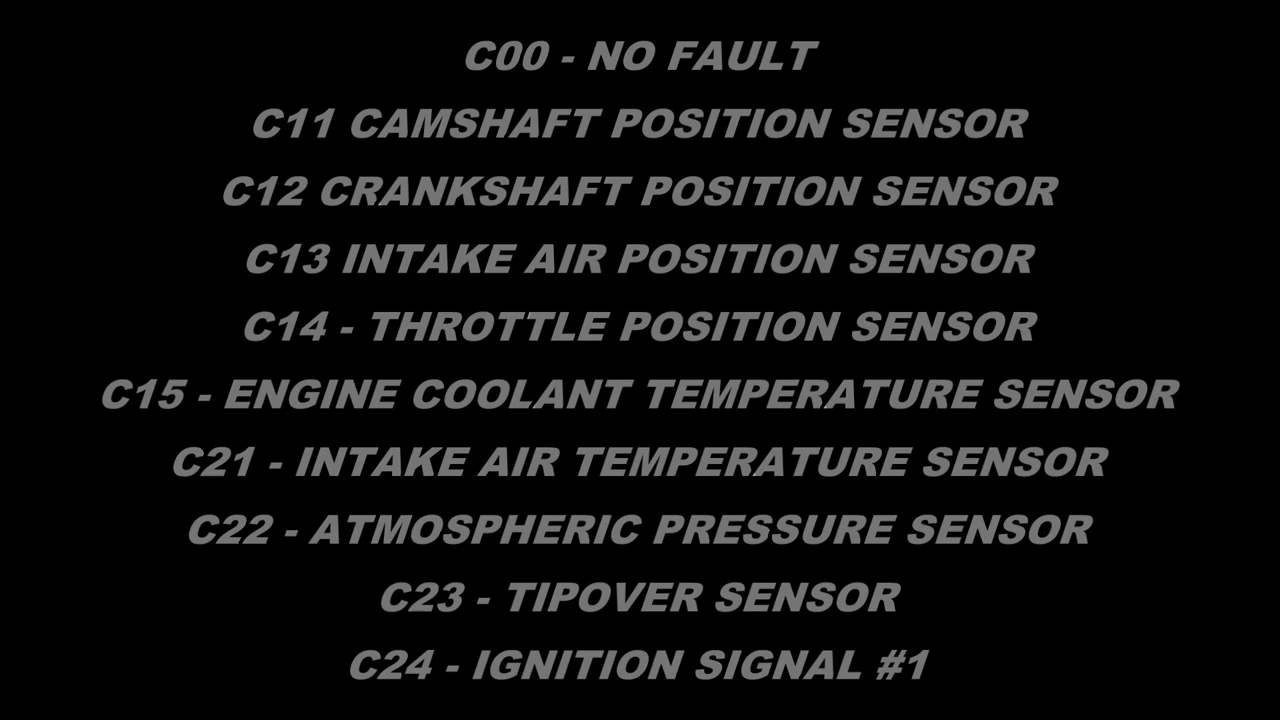 C00 - NO FAULT
C11 CAMSHAFT POSITION SENSOR
C12 CRANKSHAFT POSITION SENSOR
C13 INTAKE AIR POSITION SENSOR
C14 - THROTTLE POSITION SENSOR
C15 - ENGINE COOLANT TEMPERATURE SENSOR
C21 - INTAKE AIR TEMPERATURE SENSOR
C22 - ATMOSPHERIC PRESSURE SENSOR
C23 - TIPOVER SENSOR
C24 - IGNITION SIGNAL #1